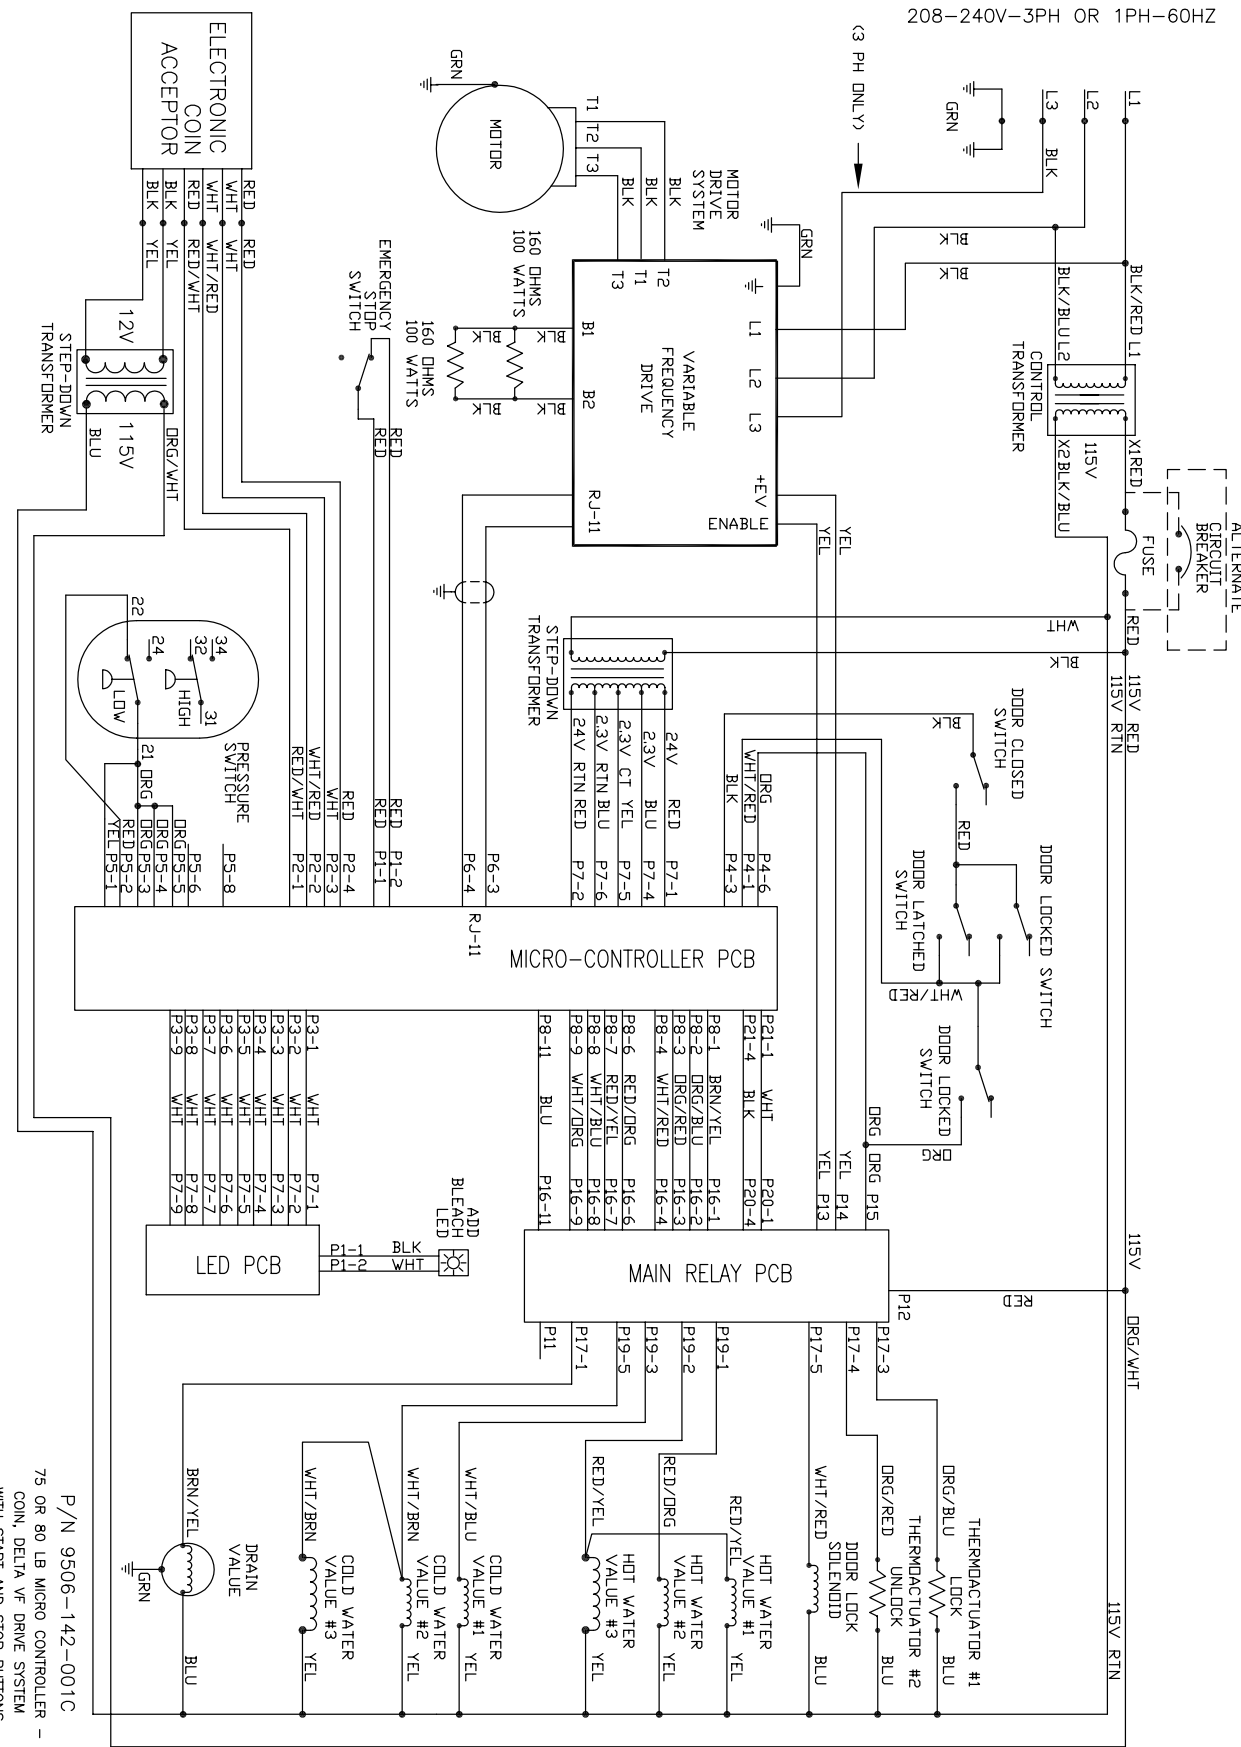 208-240V-3PH OR 1PH-60HZ
L1
L2
L3
GRN
BLK
(3 PH ONLY)
BLK
BLK
BLK/RED L1
BLK/BLU L2
CONTROL
TRANSFORMER
115V
X1 RED
X2 BLK/BLU
ALTERNATE
CIRCUIT
BREAKER
FUSE
RED
WHT
BLK
115V RED
115V RTN
MOTOR
GRN
T1
T2
T3
BLK
BLK
BLK
MOTOR
DRIVE
SYSTEM
GRN
VARIABLE
FREQUENCY
DRIVE
T2
T1
T3
L1
L2
L3
B1
B2
+EV
ENABLE
RJ-11
YEL
YEL
160 OHMS
100 WATTS
160 OHMS
100 WATTS
BLK
BLK
BLK
BLK
EMERGENCY
STOP
SWITCH
RED
RED
ELECTRONIC
COIN
ACCEPTOR
RED
WHT
WHT
RED
BLK
BLK
RED
WHT
WHT/RED
RED/WHT
YEL
YEL
12V
115V
STEP-DOWN
TRANSFORMER
ORG/WHT
BLU
22
24
32
34
LOW
HIGH
31
21 ORG
PRESSURE
SWITCH
STEP-DOWN
TRANSFORMER
24V RED P7-1
2.3V BLU P7-4
2.3V CT YEL P7-5
2.3V RTN BLU P7-6
24V RTN RED P7-2
DOOR CLOSED
SWITCH
BLK
RED
DOOR LOCKED SWITCH
DOOR LATCHED
SWITCH
WHT/RED
DOOR LOCKED
SWITCH
ORG
ORG P4-6
WHT/RED P4-1
BLK P4-3
P6-3
P6-4
RED P1-2
RED P1-1
RED P2-4
WHT P2-3
WHT/RED P2-2
RED/WHT P2-1
P5-8
P5-6
ORG P5-5
ORG P5-4
ORG P5-3
RED P5-2
YEL P5-1
RJ-11
MICRO-CONTROLLER PCB
P21-1 WHT P20-1
P21-4 BLK P20-4
P8-1 BRN/YEL P16-1
P8-2 ORG/BLU P16-2
P8-3 ORG/RED P16-3
P8-4 WHT/RED P16-4
P8-6 RED/ORG P16-6
P8-7 RED/YEL P16-7
P8-8 WHT/BLU P16-8
P8-9 WHT/ORG P16-9
P8-11 BLU P16-11
P3-1 WHT P7-1
P3-2 WHT P7-2
P3-3 WHT P7-3
P3-4 WHT P7-4
P3-5 WHT P7-5
P3-6 WHT P7-6
P3-7 WHT P7-7
P3-8 WHT P7-8
P3-9 WHT P7-9
ORG
ORG P15
YEL P14
YEL P13
LED PCB
P1-1 BLK
P1-2 WHT
ADD
BLEACH
LED
MAIN RELAY PCB
P12
RED
115V
ORG/WHT
P17-3
P17-4
P17-5
P19-1
P19-2
P19-3
P19-5
P17-1
P11
THERMOACTUATOR #1
LOCK
ORG/BLU
BLU
THERMOACTUATOR #2
UNLOCK
ORG/RED
BLU
DOOR LOCK
SOLENOID
WHT/RED
BLU
HOT WATER
VALUE #1
RED/YEL
HOT WATER
VALUE #2
RED/ORG
YEL
HOT WATER
VALUE #3
RED/YEL
YEL
COLD WATER
VALUE #1
WHT/BLU
YEL
COLD WATER
VALUE #2
WHT/BRN
COLD WATER
VALUE #3
WHT/BRN
YEL
DRAIN
VALUE
BRN/YEL
BLU
GRN
115V RTN
P/N 9506-142-001C
75 OR 80 LB MICRO CONTROLLER -
COIN, DELTA VF DRIVE SYSTEM